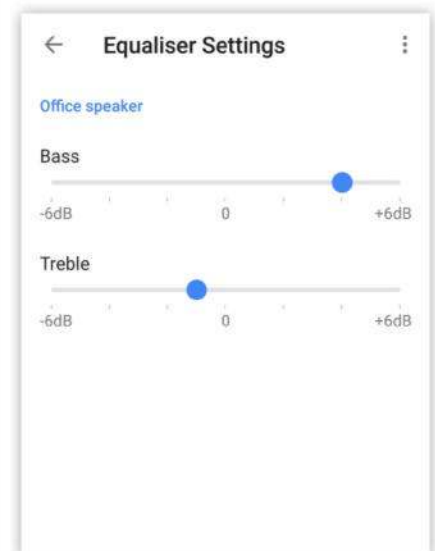 Equaliser Settings
Office speaker
Bass
-6dB 0 +6dB
Treble
-6dB 0 +6dB